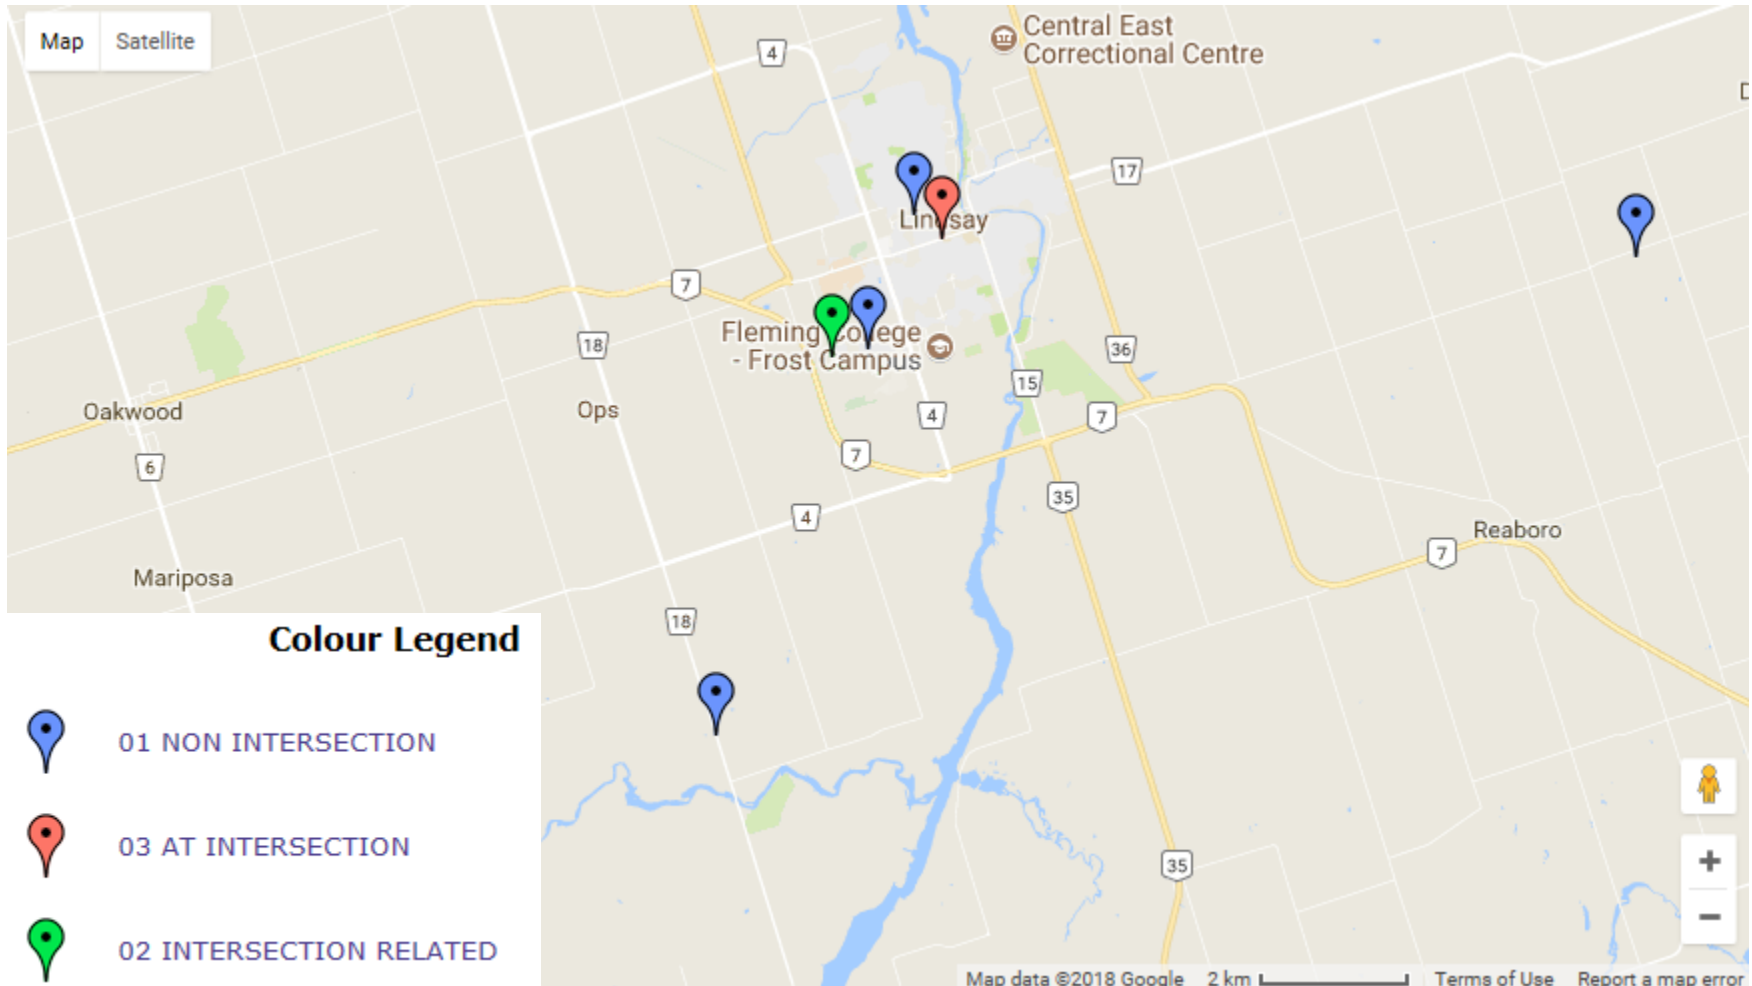 Map Satellite
Central East
Correctional Centre
4
17
Lindsay
7
Fleming College
- Frost Campus
18
36
15
Oakwood
Ops
4
7
7
6
35
4
Reaboro
7
Mariposa
18
Colour Legend
01 NON INTERSECTION
03 AT INTERSECTION
02 INTERSECTION RELATED
35
+
−
Map data ©2018 Google 2 km Terms of Use Report a map error